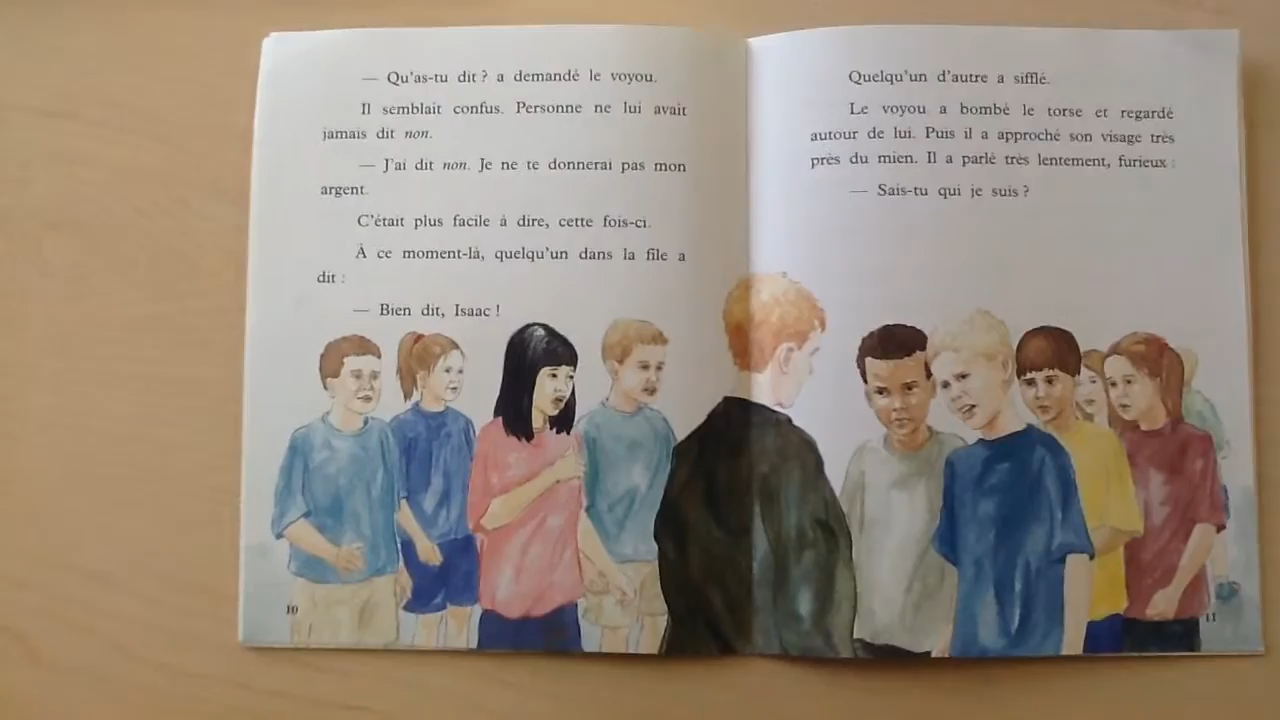 — Qu'as-tu dit ? a demandé le voyou.
Il semblait confus. Personne ne lui avait
jamais dit non.
— J'ai dit non. Je ne te donnerai pas mon
argent.
C'était plus facile à dire, cette fois-ci.
À ce moment-là, quelqu'un dans la file a
dit :
— Bien dit, Isaac !
10
Quelqu'un d'autre a sifflé.
Le voyou a bombé le torse et regardé
autour de lui. Puis il a approché son visage très
près du mien. Il a parlé très lentement, furieux :
— Sais-tu qui je suis ?
11